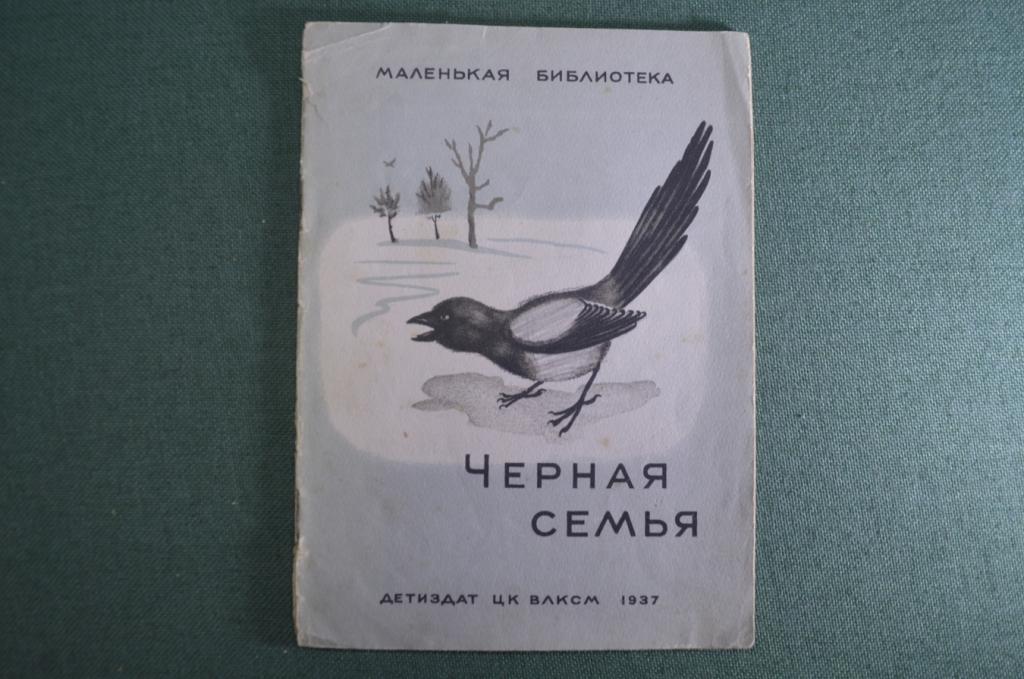 МАЛЕНЬКАЯ БИБЛИОТЕКА
ЧЕРНАЯ
СЕМЬЯ
ДЕТИЗДАТ ЦК ВЛКСМ 1937